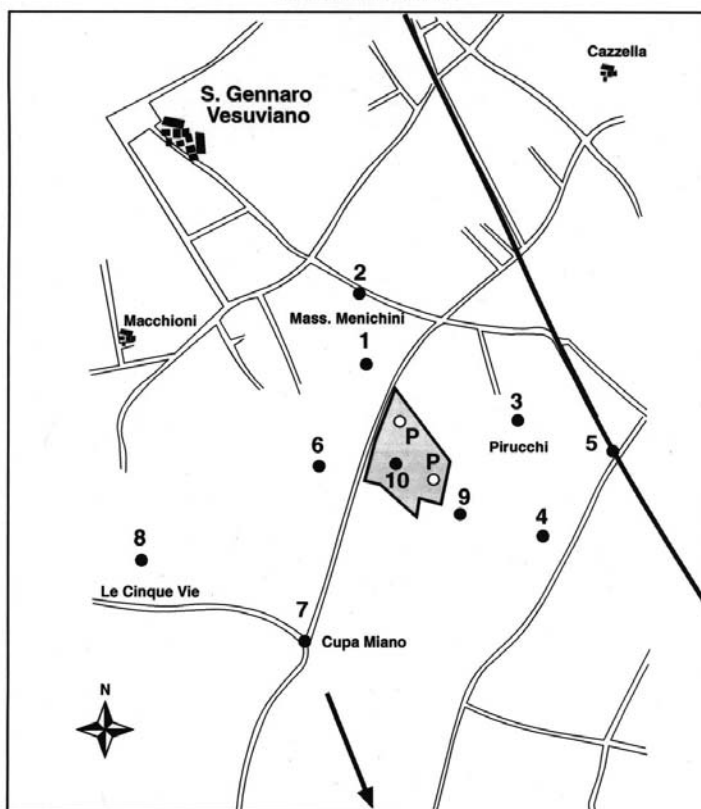 Cazzella
S. Gennaro
Vesuviano
2
Macchioni
Mass. Menichini
1
3
P
Pirucchi
5
6
P
10
9
4
8
Le Cinque Vie
7
Cupa Miano
N